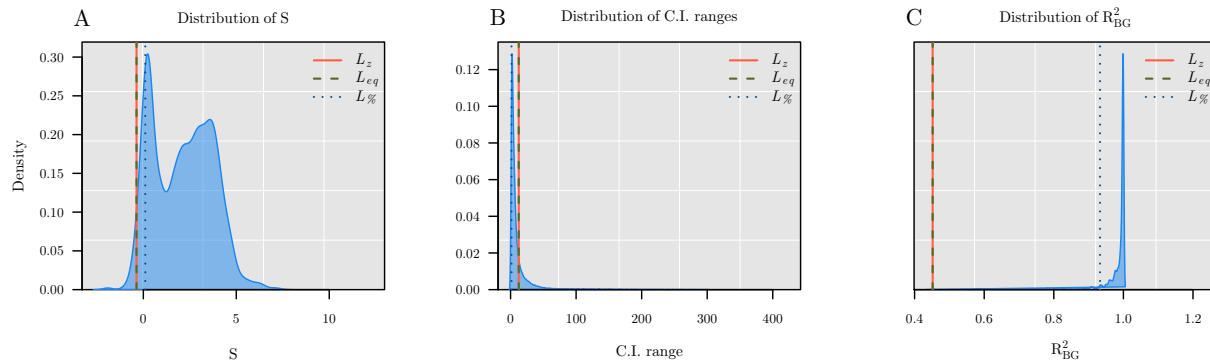 A
Distribution of S
L_z
L_eq
L_%
0.30
0.25
0.20
0.15
0.10
0.05
0.00
Density
0
5
10
S
B
Distribution of C.I. ranges
L_z
L_eq
L_%
0.12
0.10
0.08
0.06
0.04
0.02
0.00
0
100
200
300
400
C.I. range
C
Distribution of R²_BG
L_z
L_eq
L_%
0.4
0.6
0.8
1.0
1.2
R²_BG